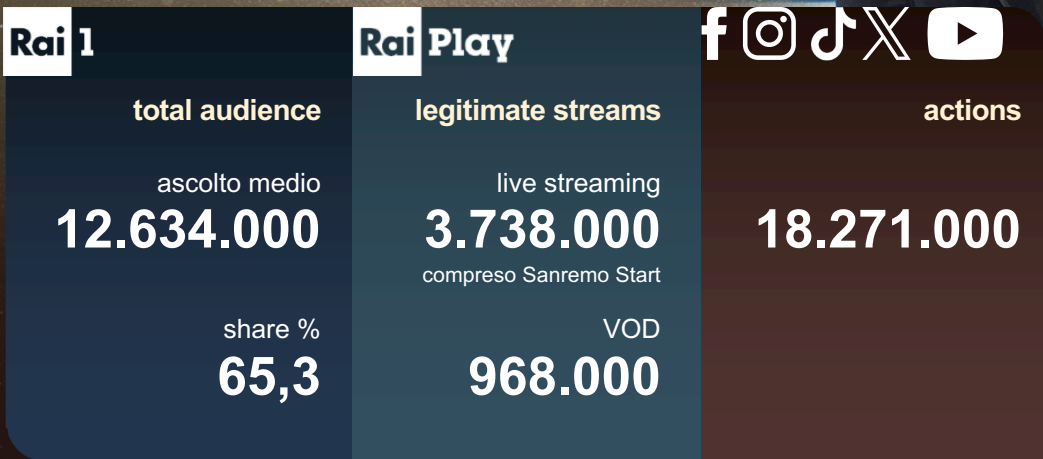 Rai 1
total audience
ascolto medio
12.634.000
share %
65,3
Rai Play
legitimate streams
live streaming
3.738.000
compreso Sanremo Start
VOD
968.000
actions
18.271.000